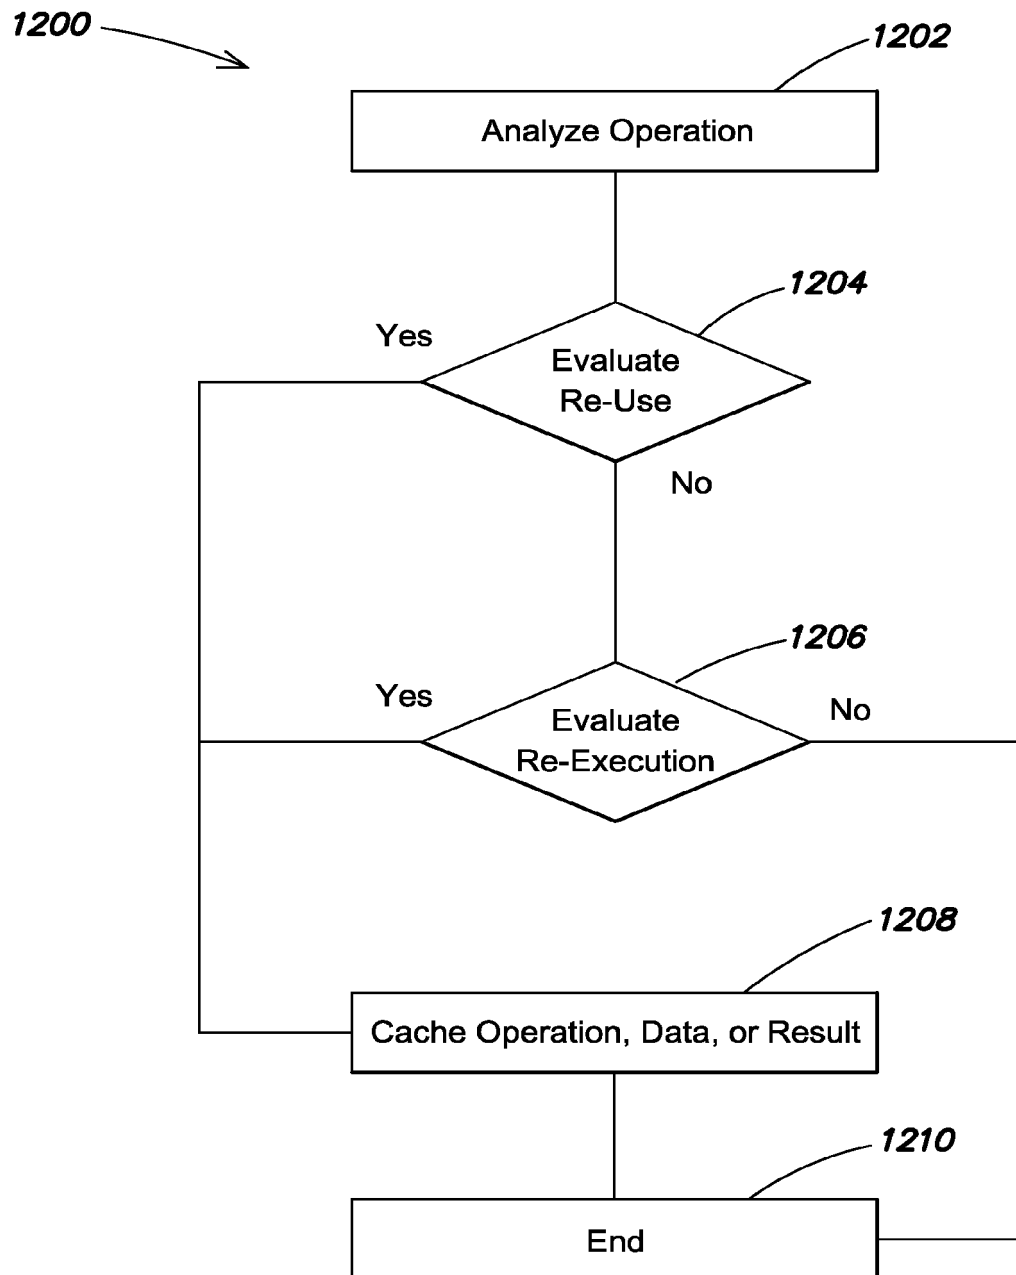 1200
1202
Analyze Operation
1204
Yes
Evaluate
Re-Use
No
1206
Yes
Evaluate
Re-Execution
No
1208
Cache Operation, Data, or Result
1210
End